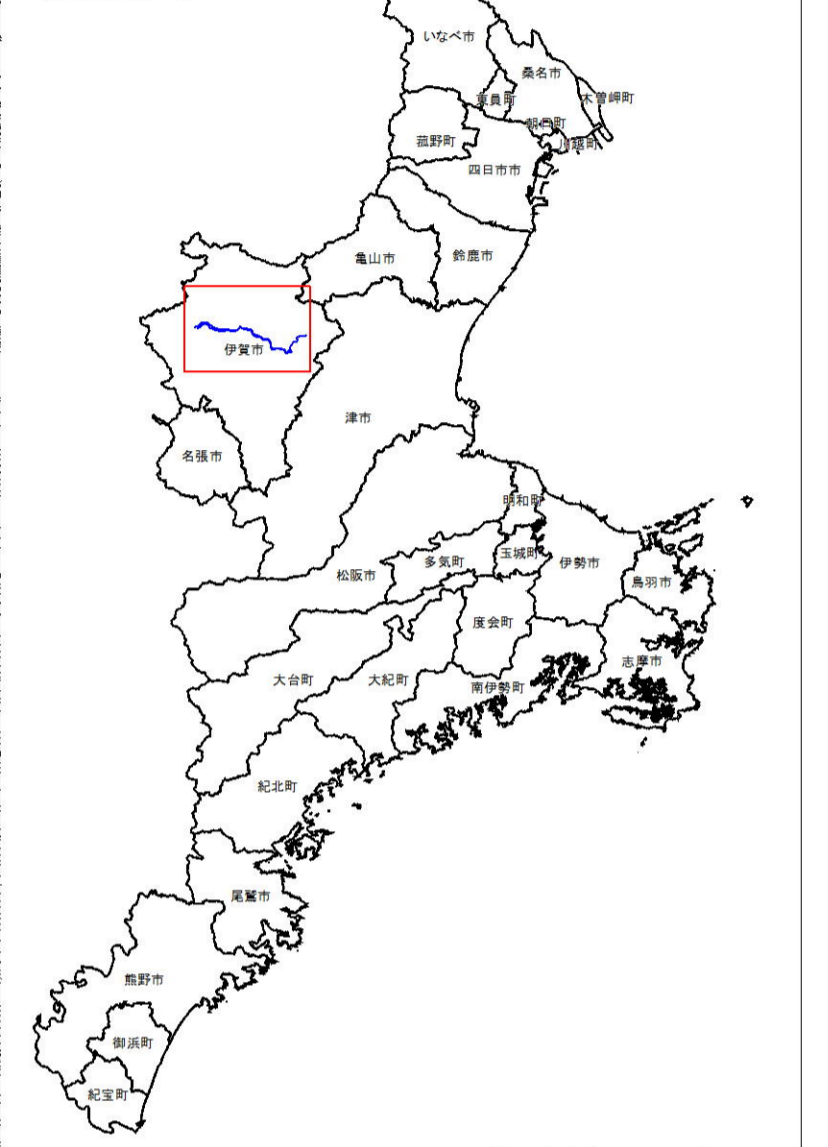 いなべ市
桑名市
東員町
木曽岬町
朝日町
菰野町
川越町
四日市市
亀山市
鈴鹿市
伊賀市
津市
名張市
明和町
多気町
玉城町
伊勢市
松阪市
鳥羽市
度会町
志摩市
大台町
大紀町
南伊勢町
紀北町
尾鷲市
熊野市
御浜町
紀宝町